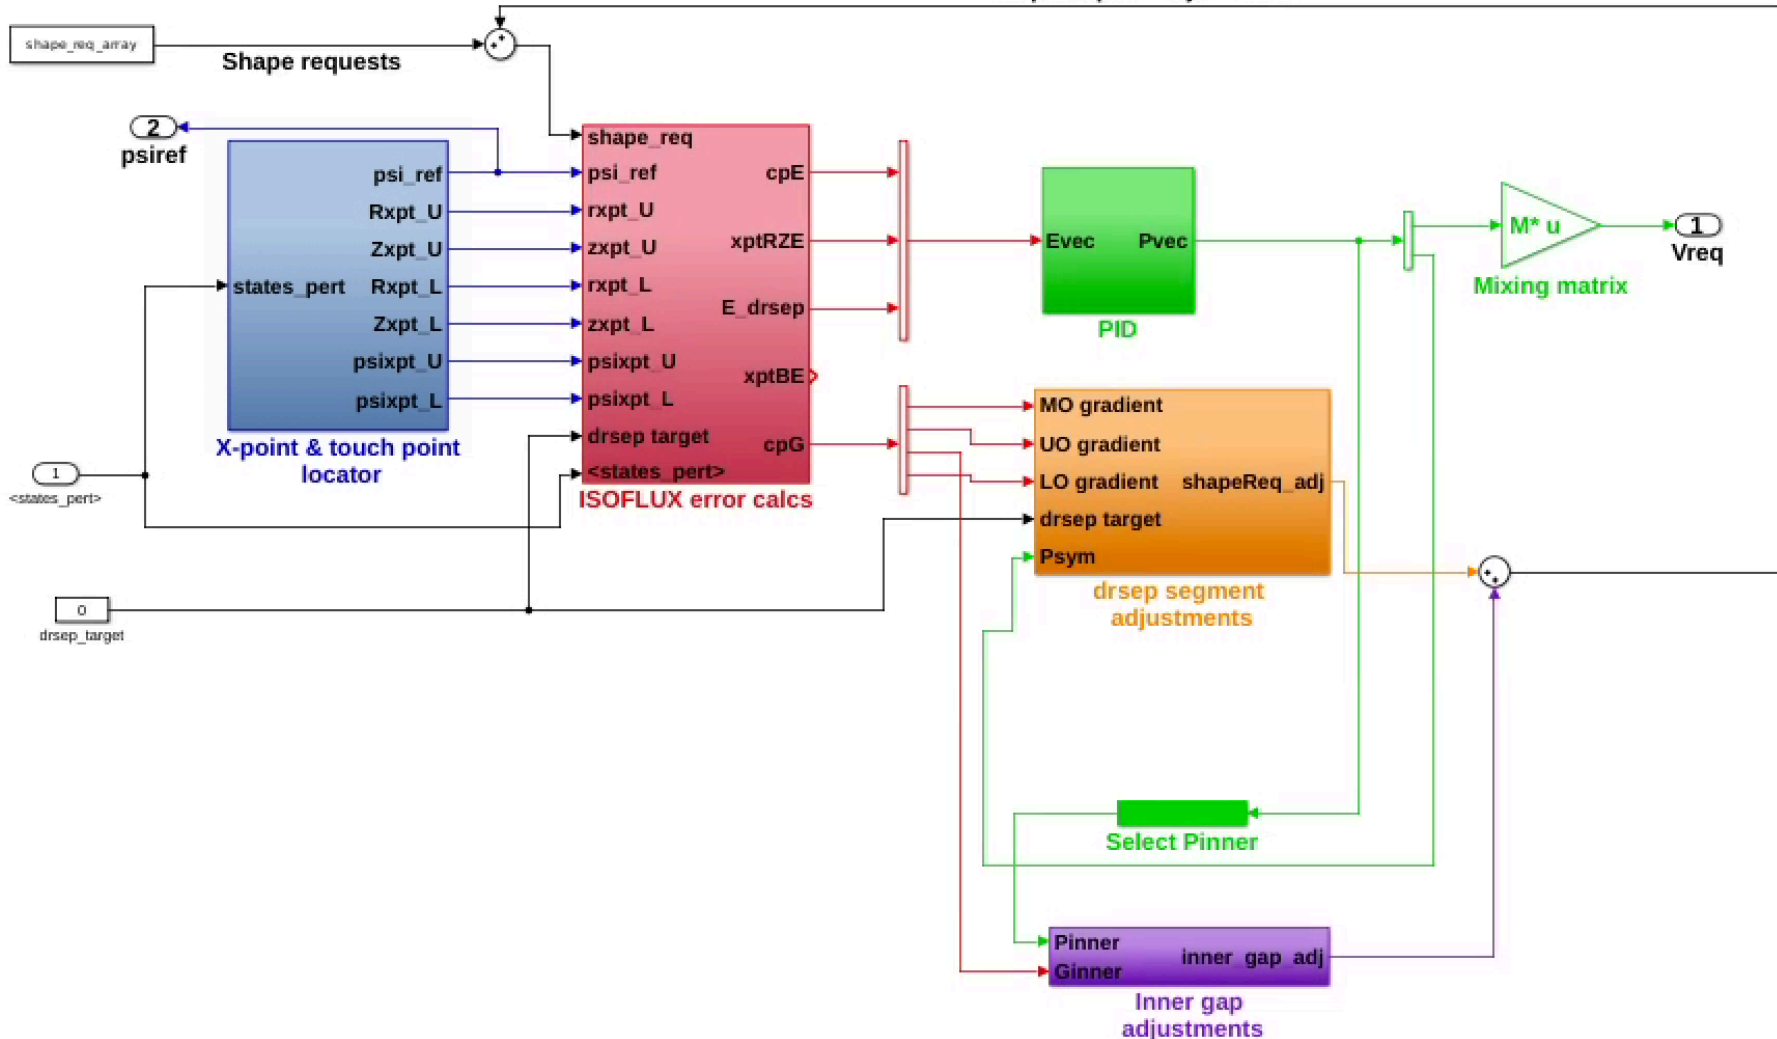 shape_req_array
Shape requests
2
psiref
psi_ref
Rxpt_U
Zxpt_U
states_pert
Rxpt_L
Zxpt_L
psixpt_U
psixpt_L
X-point & touch point
locator
1
<states_pert>
0
drsep_target
shape_req
psi_ref
rxpt_U
zxpt_U
rxpt_L
zxpt_L
psixpt_U
psixpt_L
drsep target
<states_pert>
cpE
xptRZE
E_drsep
xptBE
cpG
ISOFLUX error calcs
Evec
Pvec
PID
M* u
Mixing matrix
1
Vreq
MO gradient
UO gradient
LO gradient
shapeReq_adj
drsep target
Psym
drsep segment
adjustments
Select Pinner
Pinner
Ginner
inner_gap_adj
Inner gap
adjustments